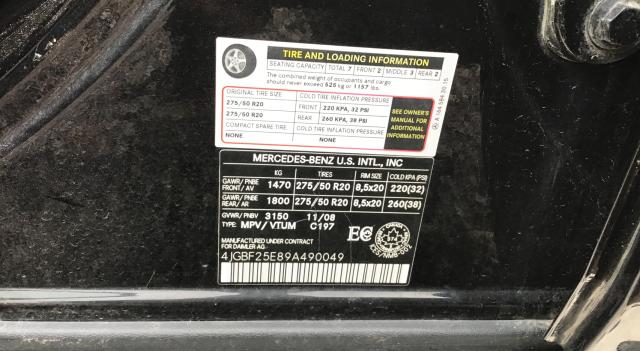 TIRE AND LOADING INFORMATION
SEATING CAPACITY TOTAL 7 FRONT 2 MIDDLE 3 REAR 2
The combined weight of occupants and cargo
should never exceed 525 kg or 1157 lbs.
ORIGINAL TIRE SIZE COLD TIRE INFLATION PRESSURE
275/50 R20 FRONT 220 KPA, 32 PSI
275/50 R20 REAR 260 KPA, 38 PSI
COMPACT SPARE TIRE COLD TIRE INFLATION PRESSURE
NONE NONE
SEE OWNER'S
MANUAL FOR
ADDITIONAL
INFORMATION
MERCEDES-BENZ U.S. INTL., INC
KG TIRES RIM SIZE COLD KPA (PSI)
GAWR/PNBE
FRONT/AV 1470 275/50 R20 8,5x20 220(32)
GAWR/PNBE
REAR/AR 1800 275/50 R20 8,5x20 260(38)
GVWR/PNBV 3150 11/08
TYPE: MPV/VTUM C197
MANUFACTURED UNDER CONTRACT
FOR DAIMLER AG
EC
4JGBF25E89A490049